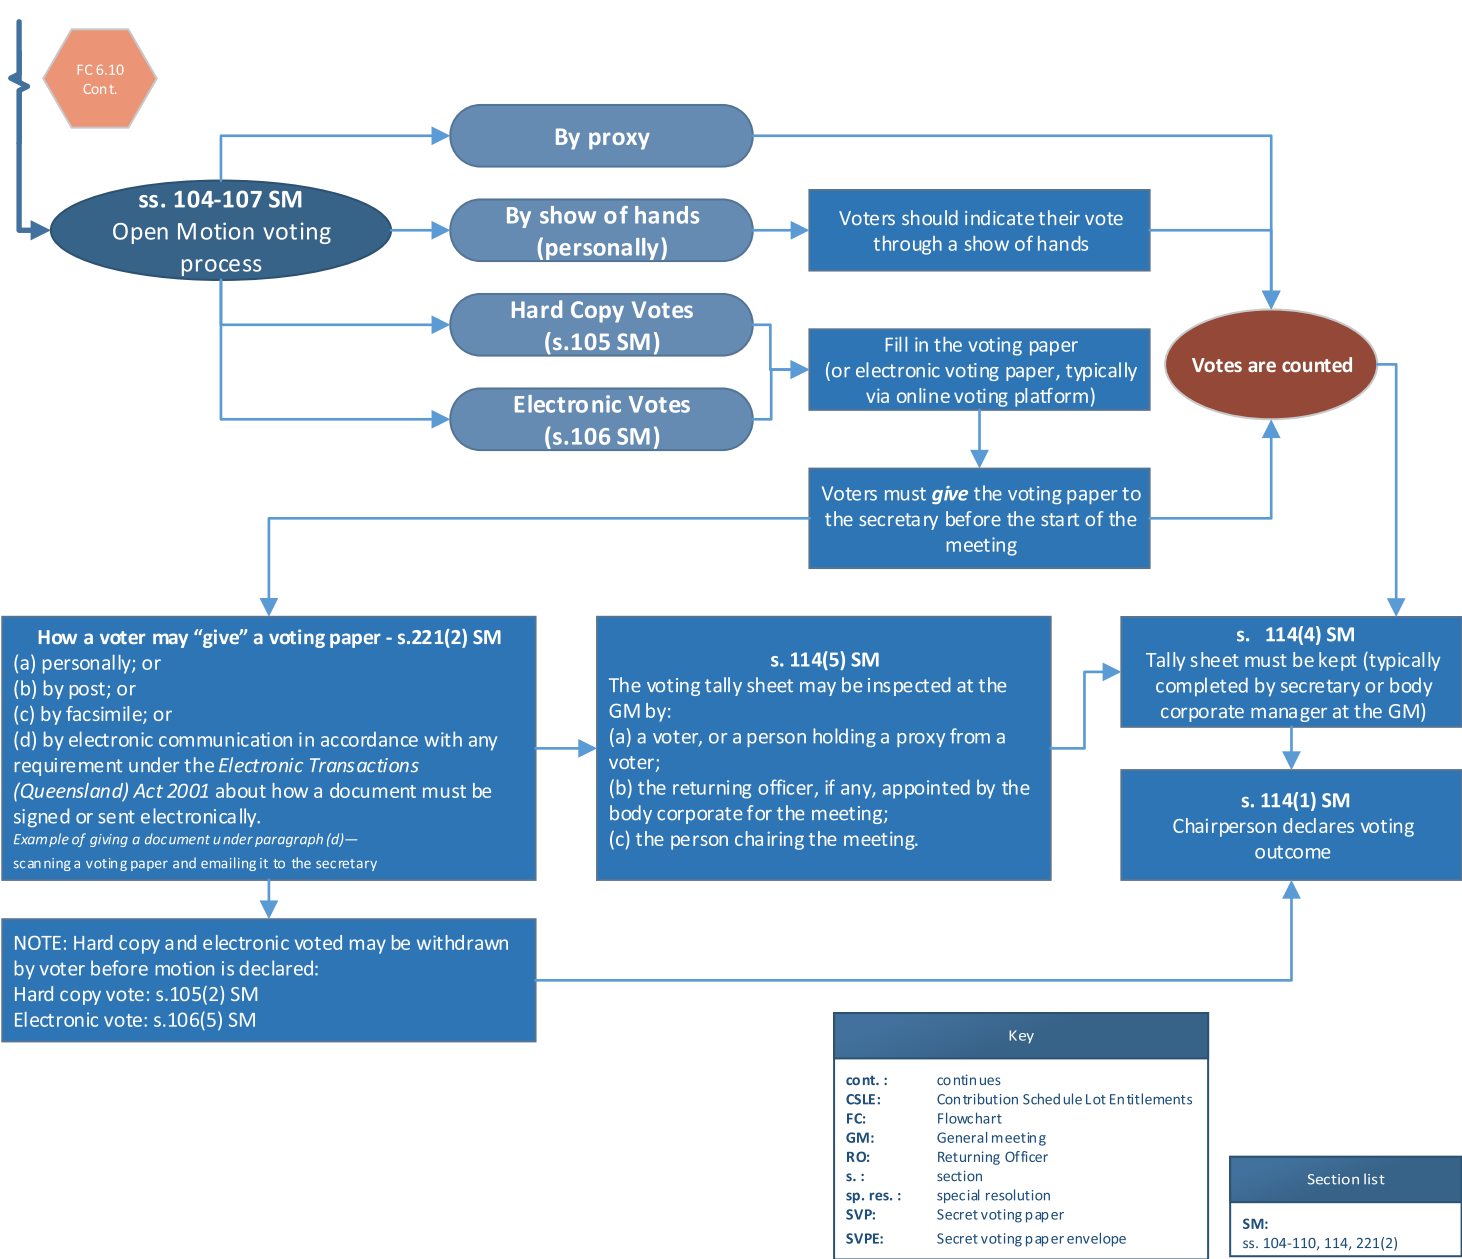 FC 6.10
Cont.
By proxy
ss. 104-107 SM
Open Motion voting
process
By show of hands
(personally)
Voters should indicate their vote
through a show of hands
Hard Copy Votes
(s.105 SM)
Electronic Votes
(s.106 SM)
Fill in the voting paper
(or electronic voting paper, typically
via online voting platform)
Votes are counted
Voters must give the voting paper to
the secretary before the start of the
meeting
How a voter may “give” a voting paper - s.221(2) SM
(a) personally; or
(b) by post; or
(c) by facsimile; or
(d) by electronic communication in accordance with any
requirement under the Electronic Transactions
(Queensland) Act 2001 about how a document must be
signed or sent electronically.
Example of giving a document under paragraph (d)—
scanning a voting paper and emailing it to the secretary
s. 114(5) SM
The voting tally sheet may be inspected at the
GM by:
(a) a voter, or a person holding a proxy from a
voter;
(b) the returning officer, if any, appointed by the
body corporate for the meeting;
(c) the person chairing the meeting.
s. 114(4) SM
Tally sheet must be kept (typically
completed by secretary or body
corporate manager at the GM)
s. 114(1) SM
Chairperson declares voting
outcome
NOTE: Hard copy and electronic voted may be withdrawn
by voter before motion is declared:
Hard copy vote: s.105(2) SM
Electronic vote: s.106(5) SM
Key
cont. : continues
CSLE: Contribution Schedule Lot Entitlements
FC: Flowchart
GM: General meeting
RO: Returning Officer
s. : section
sp. res. : special resolution
SVP: Secret voting paper
SVPE: Secret voting paper envelope
Section list
SM:
ss. 104-110, 114, 221(2)